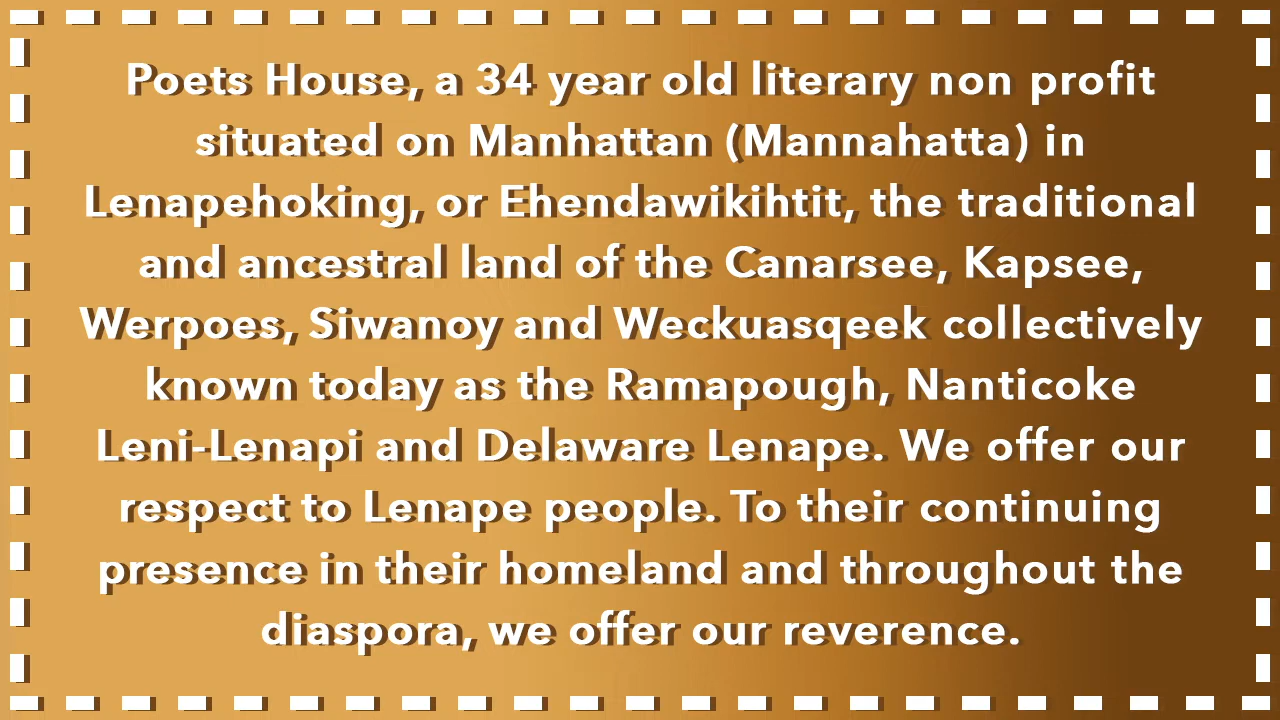 Poets House, a 34 year old literary non profit
situated on Manhattan (Mannahatta) in
Lenapehoking, or Ehendawikihtit, the traditional
and ancestral land of the Canarsee, Kapsee,
Werpoes, Siwanoy and Weckuasqeek collectively
known today as the Ramapough, Nanticoke
Leni-Lenapi and Delaware Lenape. We offer our
respect to Lenape people. To their continuing
presence in their homeland and throughout the
diaspora, we offer our reverence.